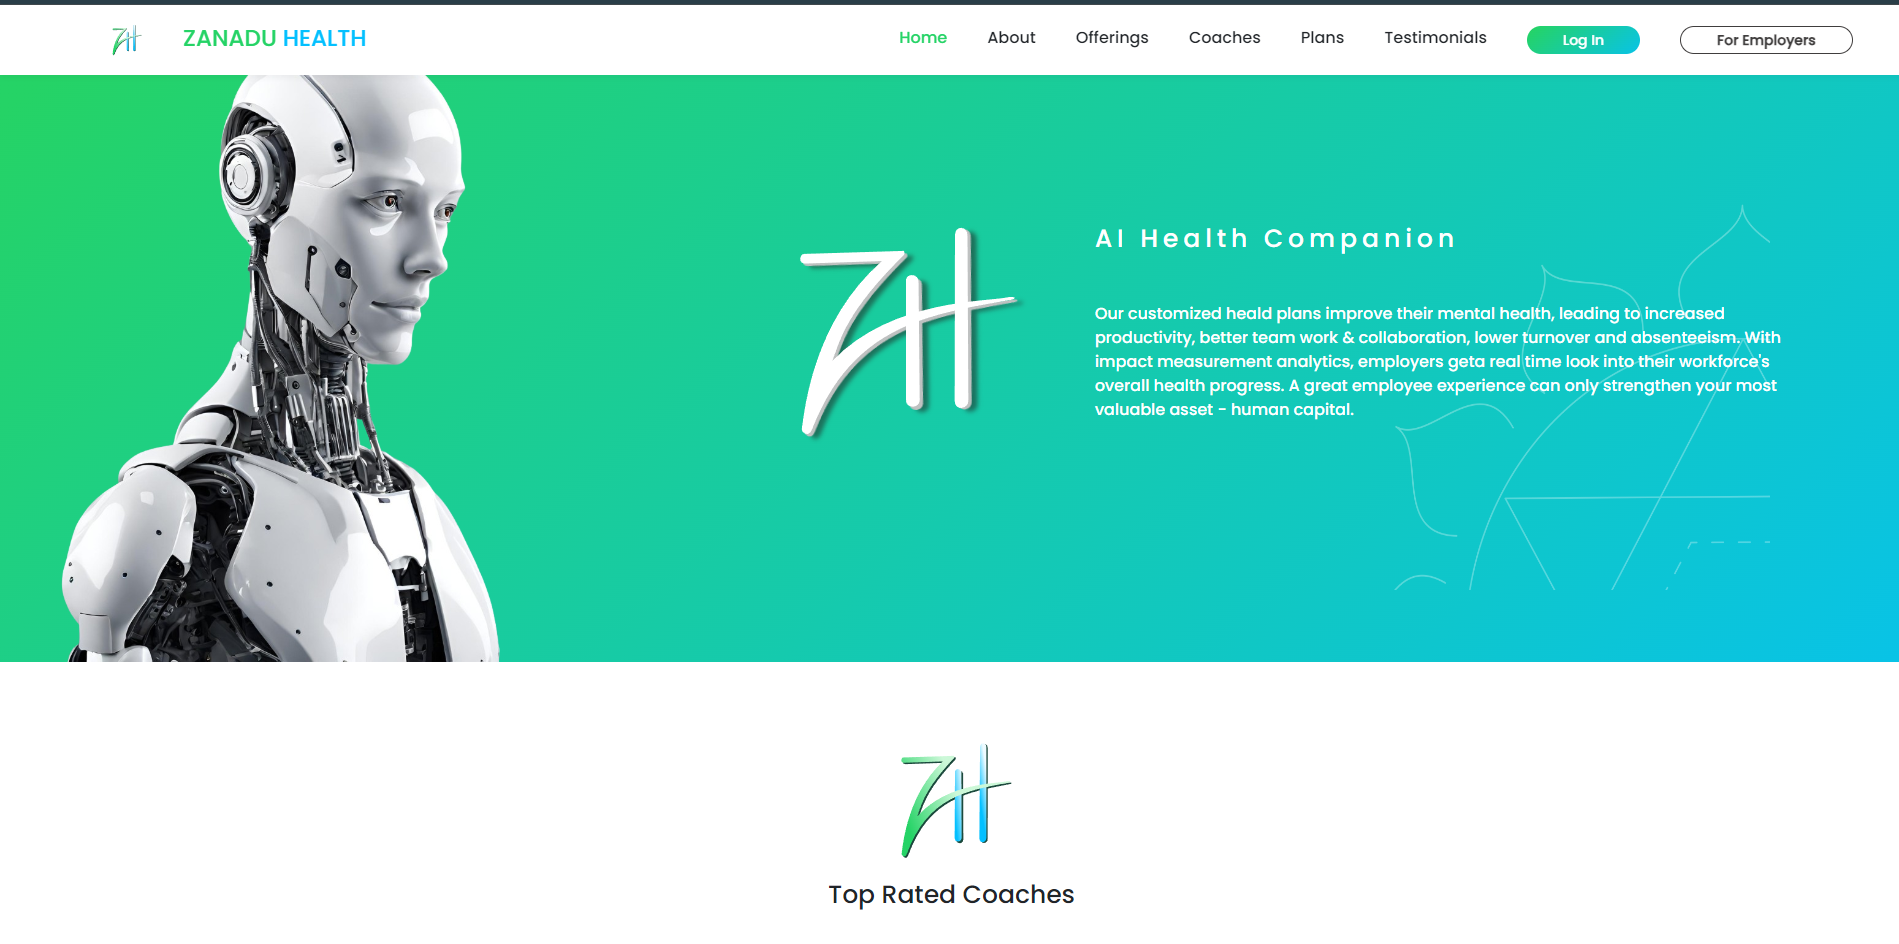 ZH
ZANADU HEALTH
Home
About
Offerings
Coaches
Plans
Testimonials
Log In
For Employers
ZH
AI Health Companion
Our customized heald plans improve their mental health, leading to increased
productivity, better team work & collaboration, lower turnover and absenteeism. With
impact measurement analytics, employers geta real time look into their workforce's
overall health progress. A great employee experience can only strengthen your most
valuable asset - human capital.
ZH
Top Rated Coaches